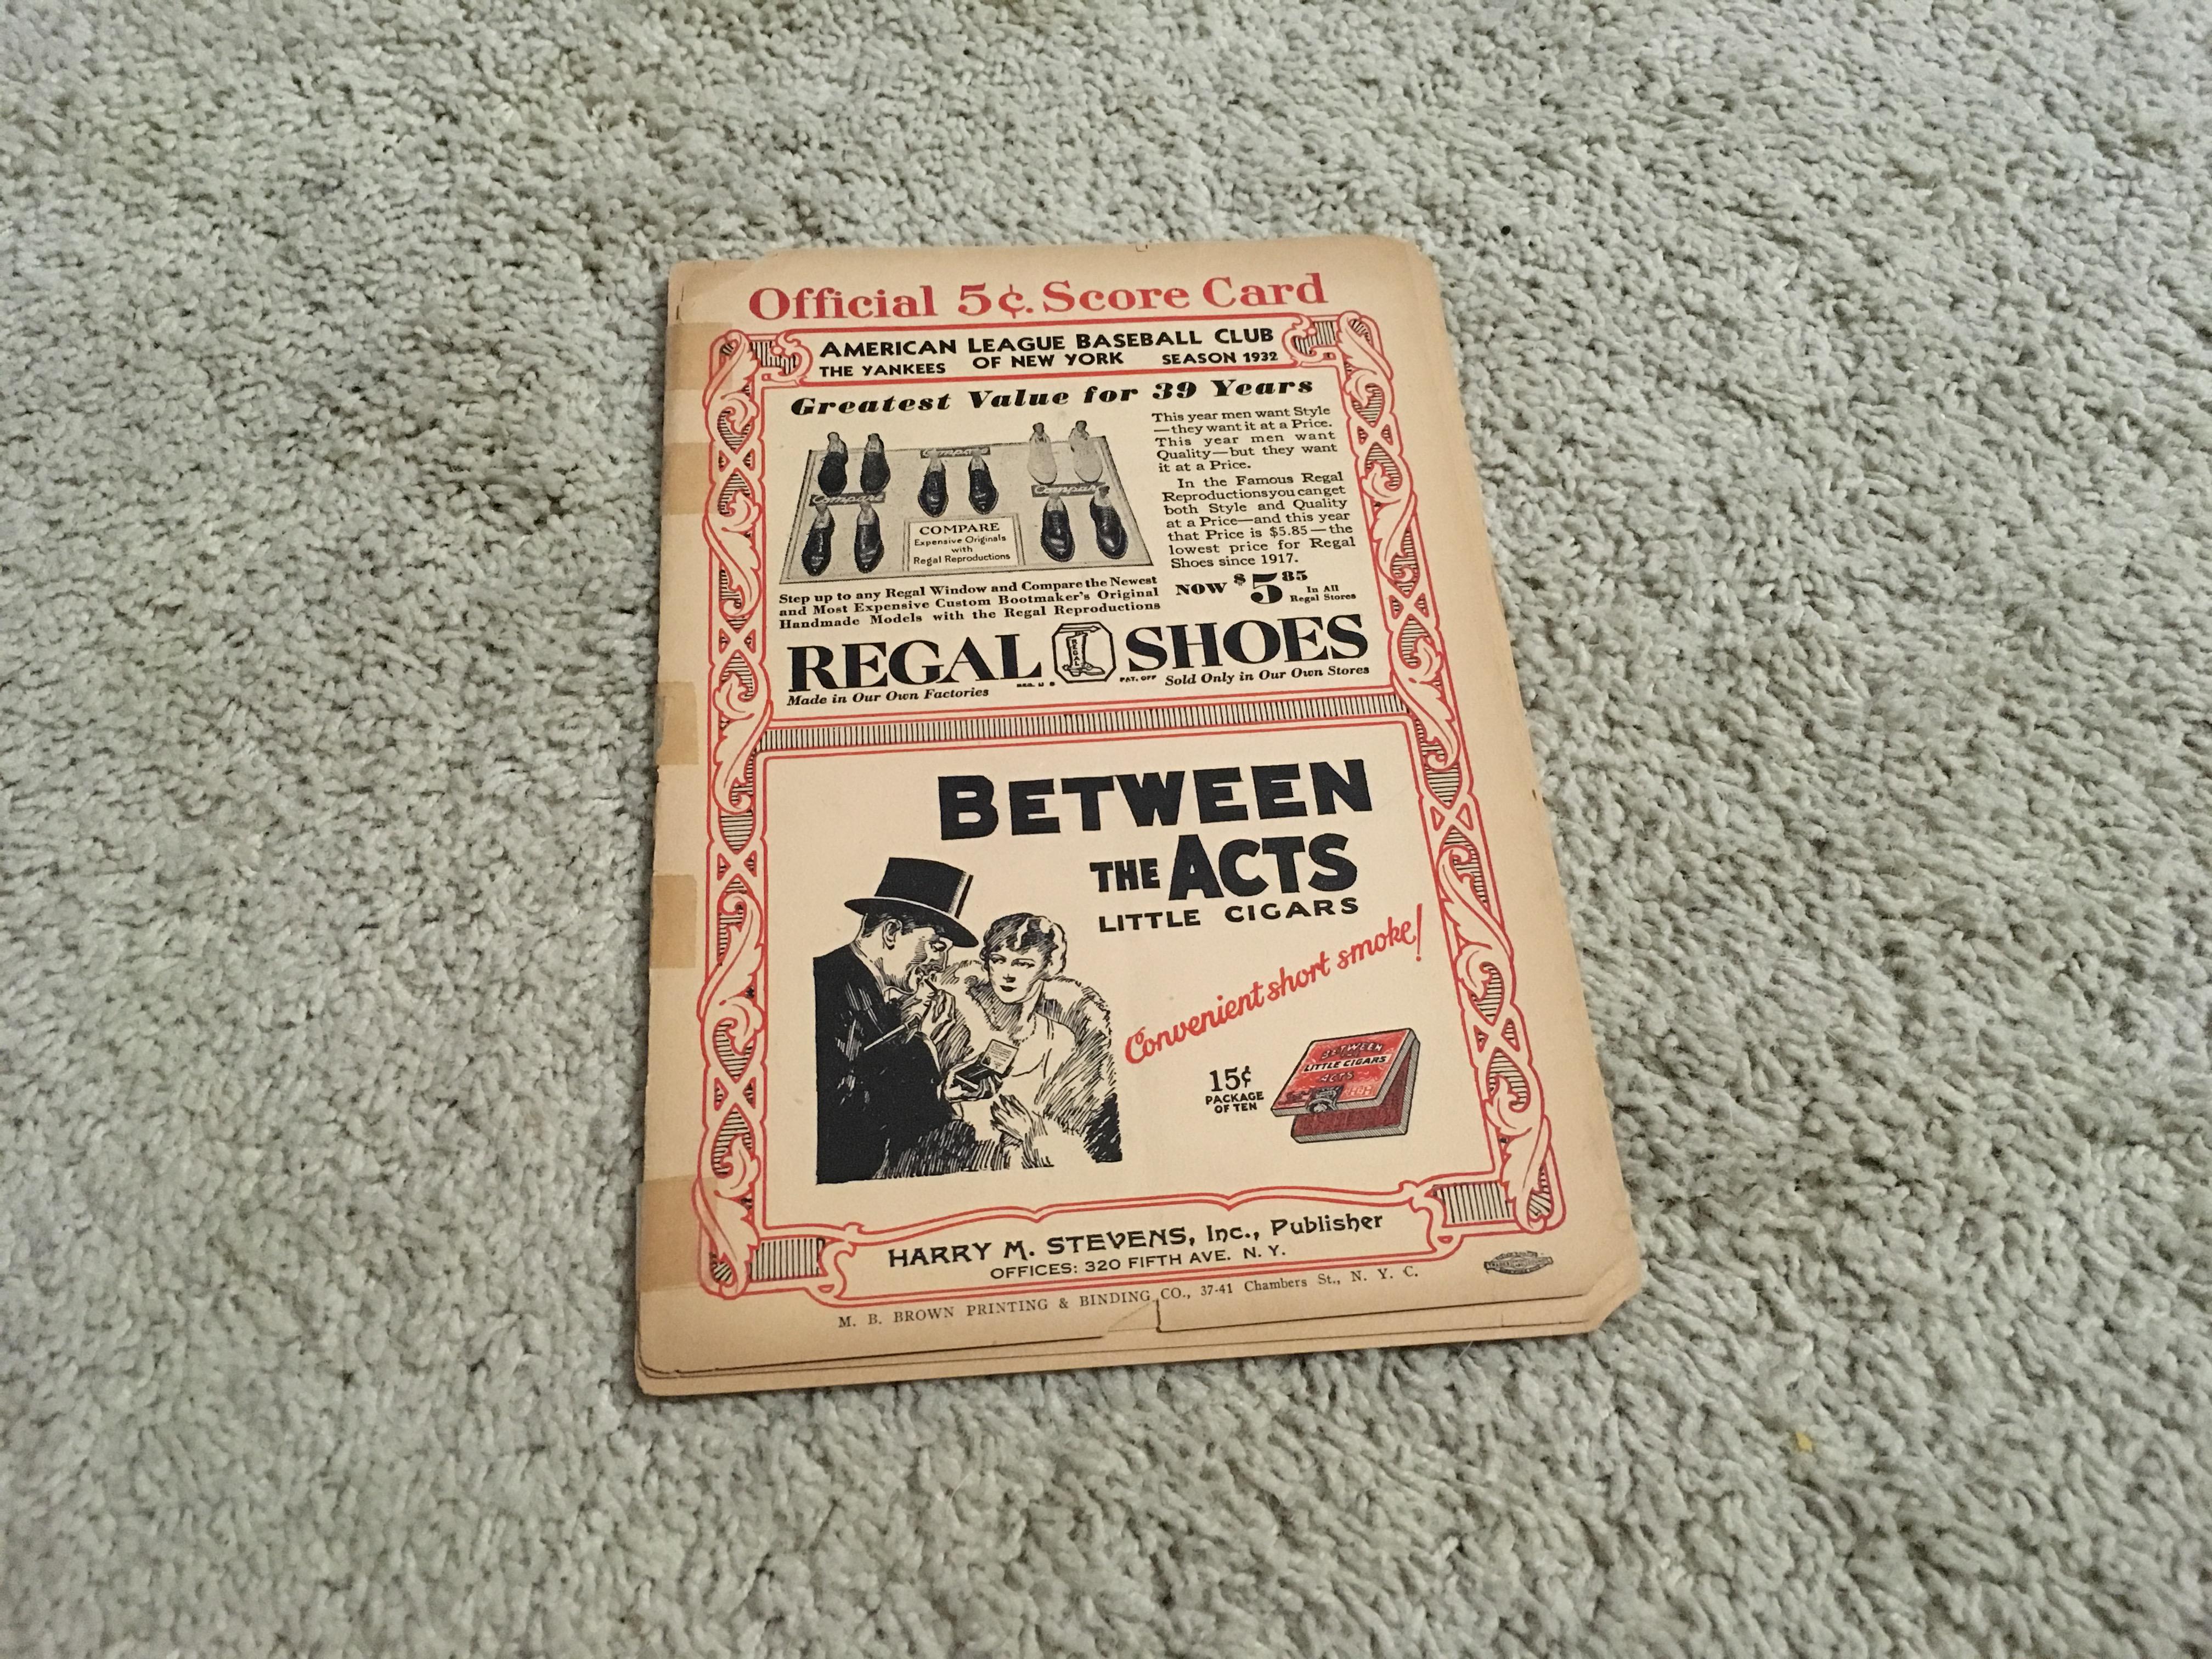 Official 5¢. Score Card
AMERICAN LEAGUE BASEBALL CLUB
THE YANKEES OF NEW YORK SEASON 1932
Greatest Value for 39 Years
This year men want Style
—they want it at a Price.
This year men want
Quality—but they want
it at a Price.
In the Famous Regal
Reproductions you can get
both Style and Quality
at a Price—and this year
that Price is $5.85—the
lowest price for Regal
Shoes since 1917.
Compare
Compare
Compare
COMPARE
Expensive Originals
with
Regal Reproductions
Step up to any Regal Window and Compare the Newest
and Most Expensive Custom Bootmaker's Original
Handmade Models with the Regal Reproductions
NOW $5.85 In All
Regal Stores
REGAL REGAL SHOES
Made in Our Own Factories
PAT. OFF
Sold Only in Our Own Stores
BETWEEN
THE ACTS
LITTLE CIGARS
Convenient short smoke!
15¢
PACKAGE
OF TEN
BETWEEN
LITTLE CIGARS
ACTS
HARRY M. STEVENS, Inc., Publisher
OFFICES: 320 FIFTH AVE. N. Y.
M. B. BROWN PRINTING & BINDING CO., 37-41 Chambers St., N. Y. C.